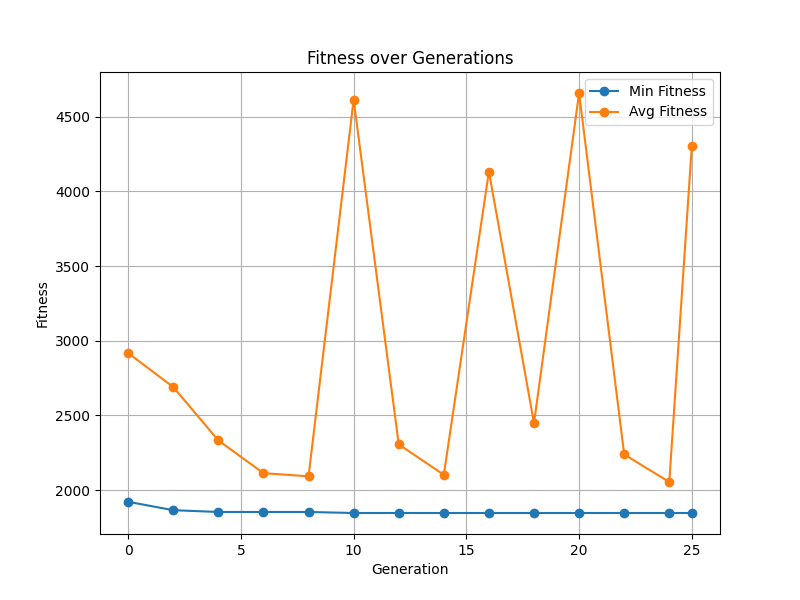 Fitness over Generations
Min Fitness
Avg Fitness
4500
4000
3500
3000
2500
2000
Fitness
0 5 10 15 20 25
Generation